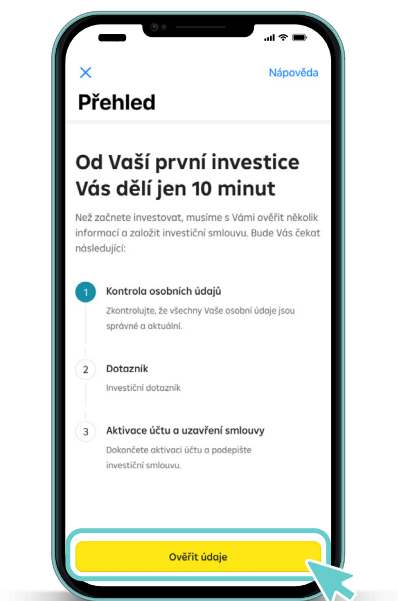 Nápověda
Přehled
Od Vaší první investice
Vás dělí jen 10 minut
Než začnete investovat, musíme s Vámi ověřit několik
informací a založit investiční smlouvu. Bude Vás čekat
následující:
1 Kontrola osobních údajů
Zkontrolujte, že všechny Vaše osobní údaje jsou
správné a aktuální.
2 Dotazník
Investiční dotazník
3 Aktivace účtu a uzavření smlouvy
Dokončete aktivaci účtu a podepište
investiční smlouvu.
Ověřit údaje